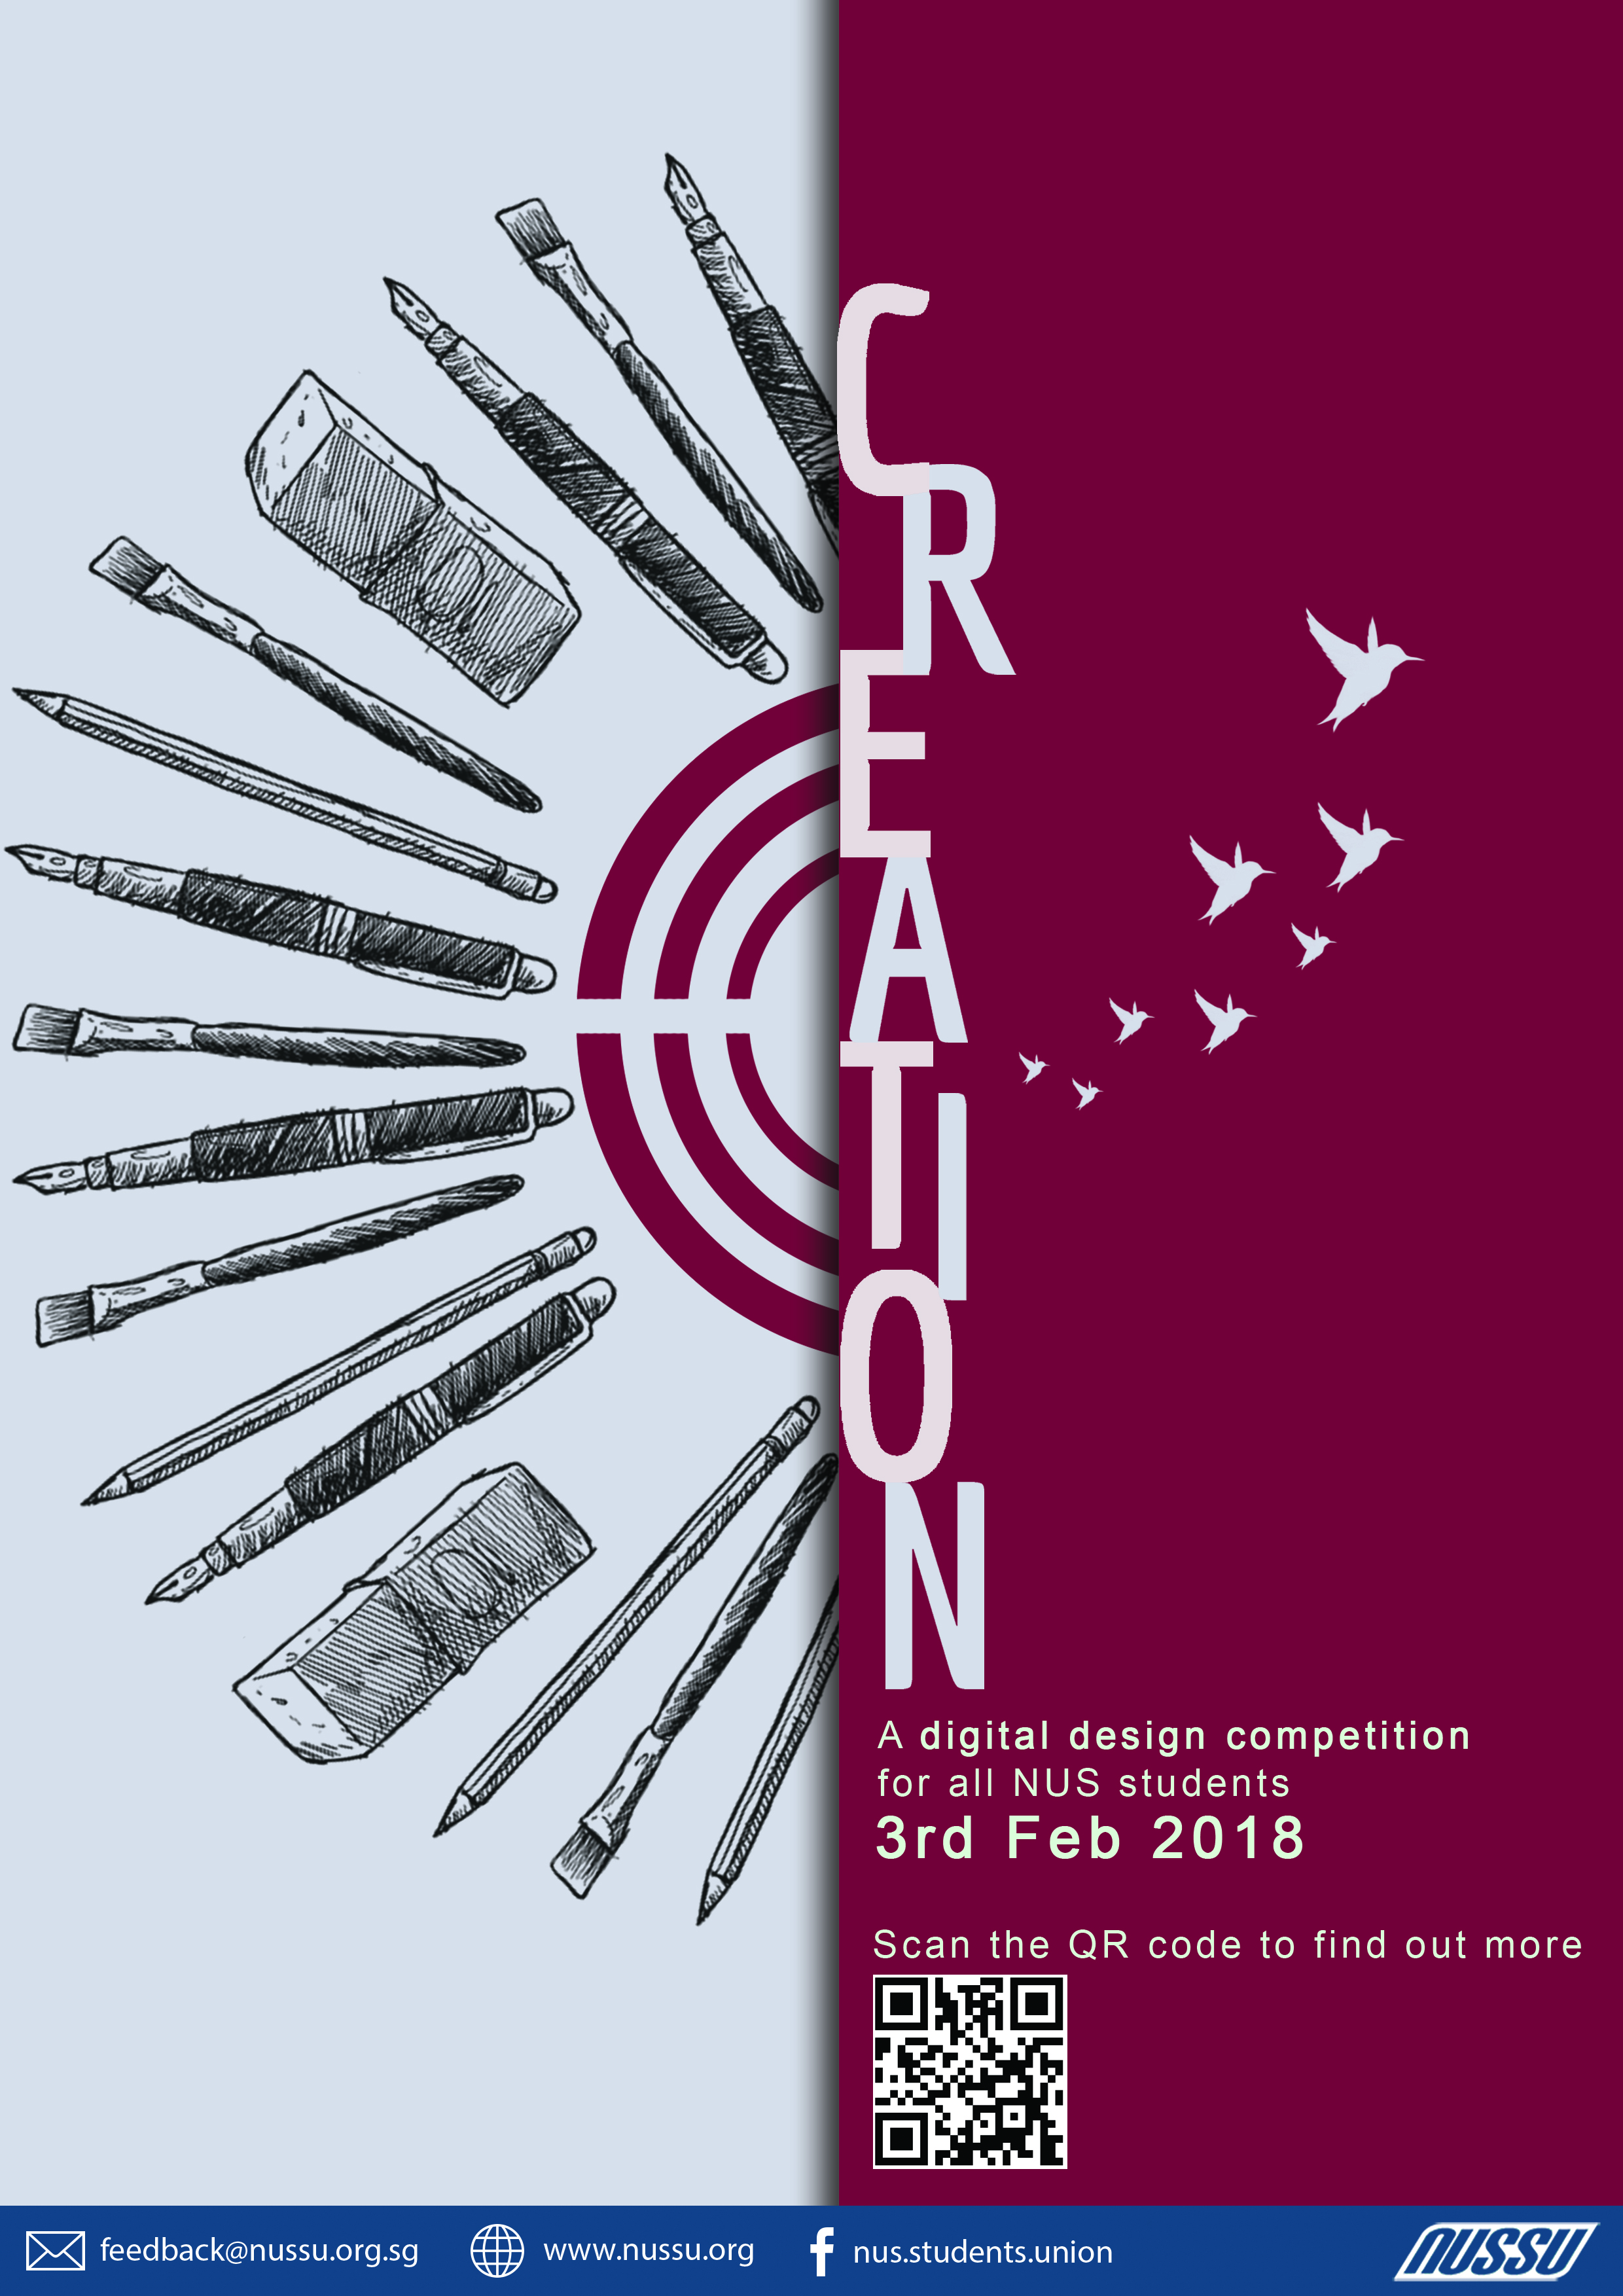 CREATION
A digital design competition
for all NUS students
3rd Feb 2018
Scan the QR code to find out more
feedback@nussu.org.sg
www.nussu.org
nus.students.union
NUSSU